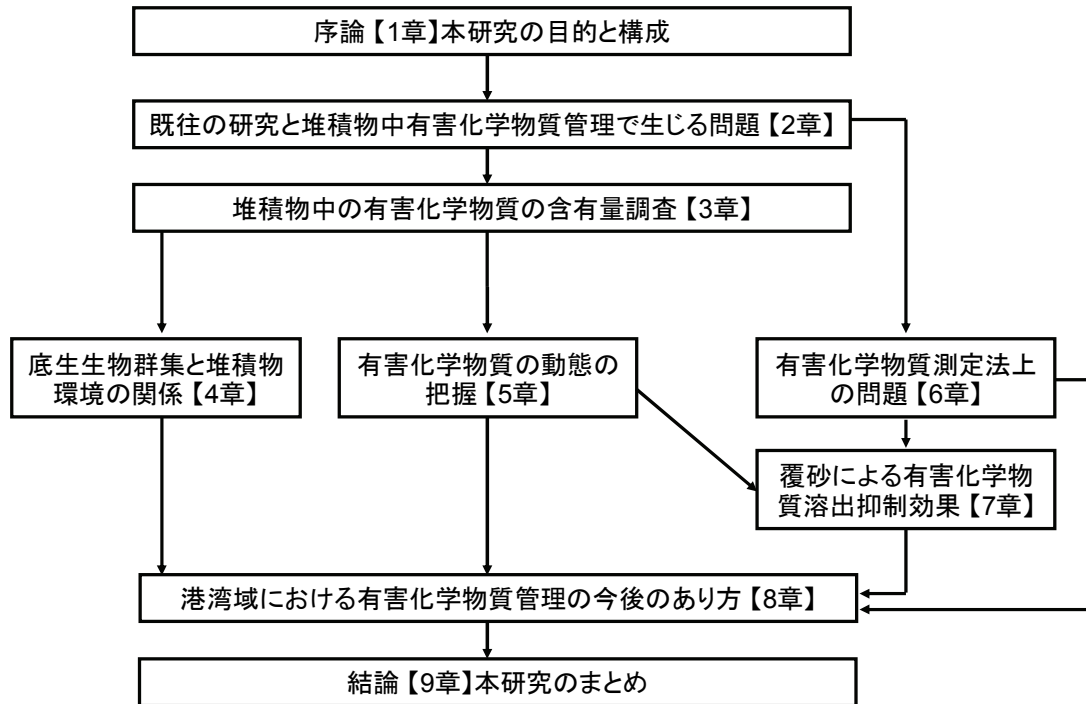 序論【1章】本研究の目的と構成
既往の研究と堆積物中有害化学物質管理で生じる問題【2章】
堆積物中の有害化学物質の含有量調査【3章】
底生生物群集と堆積物
環境の関係【4章】
有害化学物質の動態の
把握【5章】
有害化学物質測定法上
の問題【6章】
覆砂による有害化学物
質溶出抑制効果【7章】
港湾域における有害化学物質管理の今後のあり方【8章】
結論【9章】本研究のまとめ